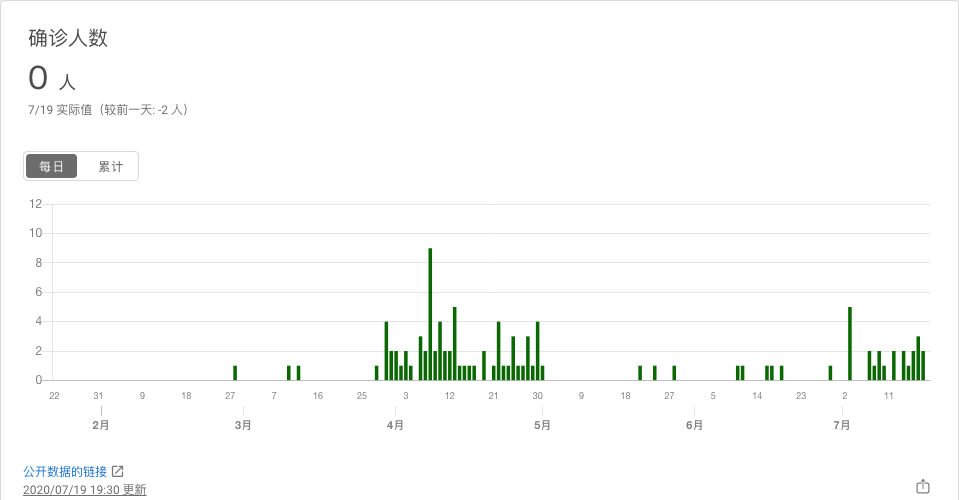 确诊人数
0 人
7/19 实际值（较前一天: -2 人）
每日 累计
12
10
8
6
4
2
0
22 31 9 18 27 7 16 25 3 12 21 30 9 18 27 5 14 23 2 11
2月 3月 4月 5月 6月 7月
公开数据的链接
2020/07/19 19:30 更新